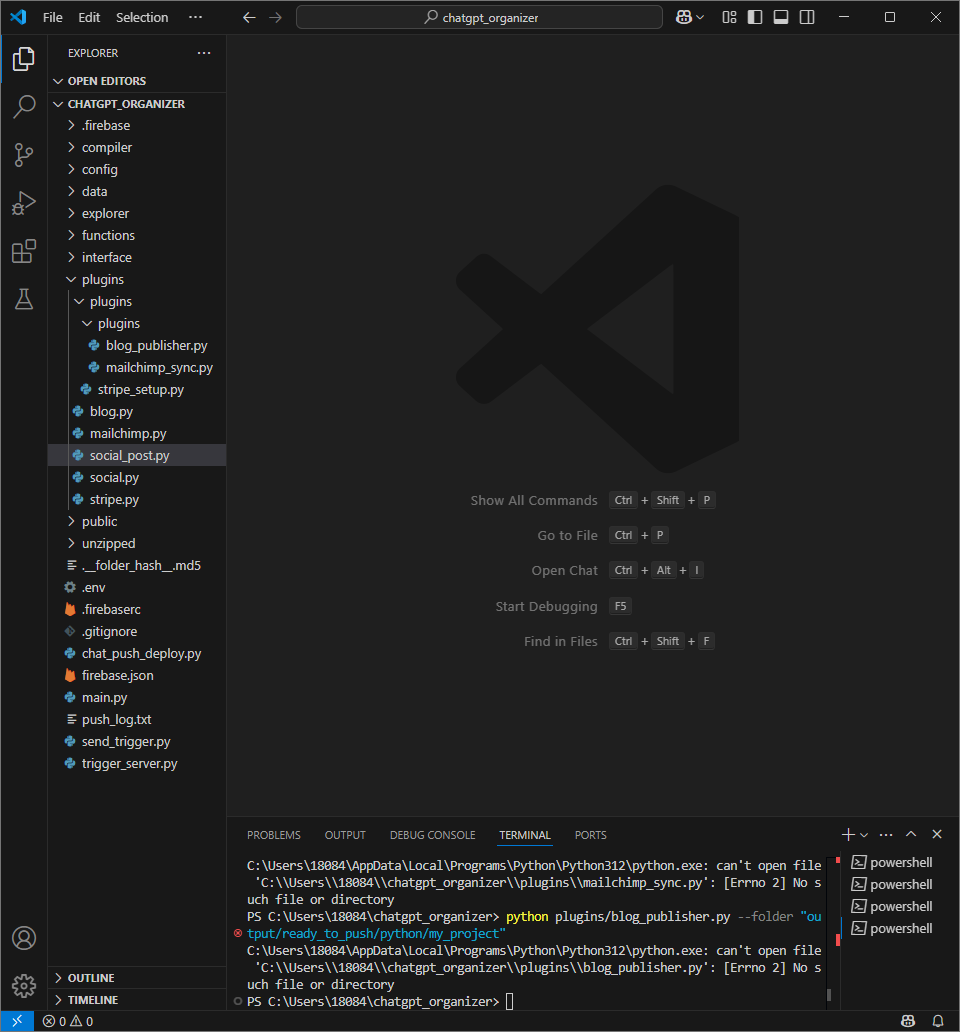 File Edit Selection ··· chatgpt_organizer
EXPLORER ···
OPEN EDITORS
CHATGPT_ORGANIZER
.firebase
compiler
config
data
explorer
functions
interface
plugins
plugins
plugins
blog_publisher.py
mailchimp_sync.py
stripe_setup.py
blog.py
mailchimp.py
social_post.py
social.py
stripe.py
public
unzipped
.__folder_hash__.md5
.env
.firebaserc
.gitignore
chat_push_deploy.py
firebase.json
main.py
push_log.txt
send_trigger.py
trigger_server.py
OUTLINE
TIMELINE
Show All Commands Ctrl + Shift + P
Go to File Ctrl + P
Open Chat Ctrl + Alt + I
Start Debugging F5
Find in Files Ctrl + Shift + F
PROBLEMS OUTPUT DEBUG CONSOLE TERMINAL PORTS
C:\Users\18084\AppData\Local\Programs\Python\Python312\python.exe: can't open file
'C:\\Users\\18084\\chatgpt_organizer\\plugins\\mailchimp_sync.py': [Errno 2] No s
uch file or directory
PS C:\Users\18084\chatgpt_organizer> python plugins/blog_publisher.py --folder "ou
tput/ready_to_push/python/my_project"
C:\Users\18084\AppData\Local\Programs\Python\Python312\python.exe: can't open file
'C:\\Users\\18084\\chatgpt_organizer\\plugins\\blog_publisher.py': [Errno 2] No s
uch file or directory
PS C:\Users\18084\chatgpt_organizer>
powershell
powershell
powershell
powershell
0 0